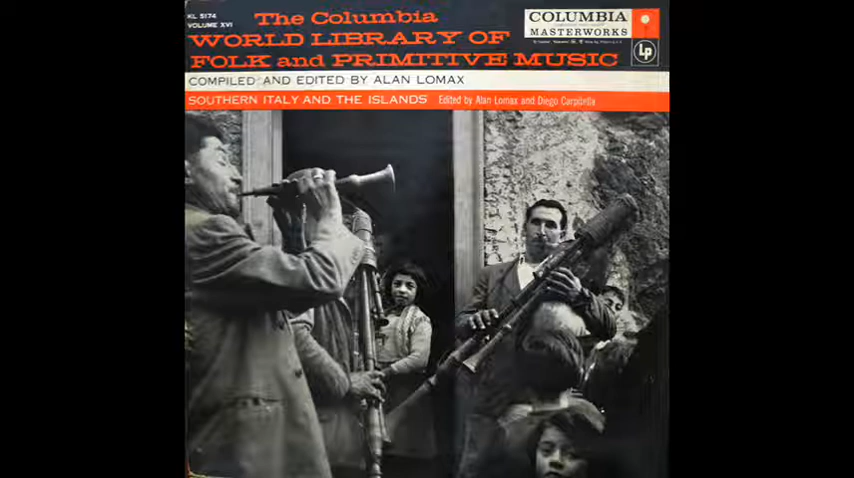 KL 5174
VOLUME XVI
The Columbia
WORLD LIBRARY OF
FOLK and PRIMITIVE MUSIC
COLUMBIA
MASTERWORKS
Lp
COMPILED AND EDITED BY ALAN LOMAX
SOUTHERN ITALY AND THE ISLANDS Edited by Alan Lomax and Diego Carpitella